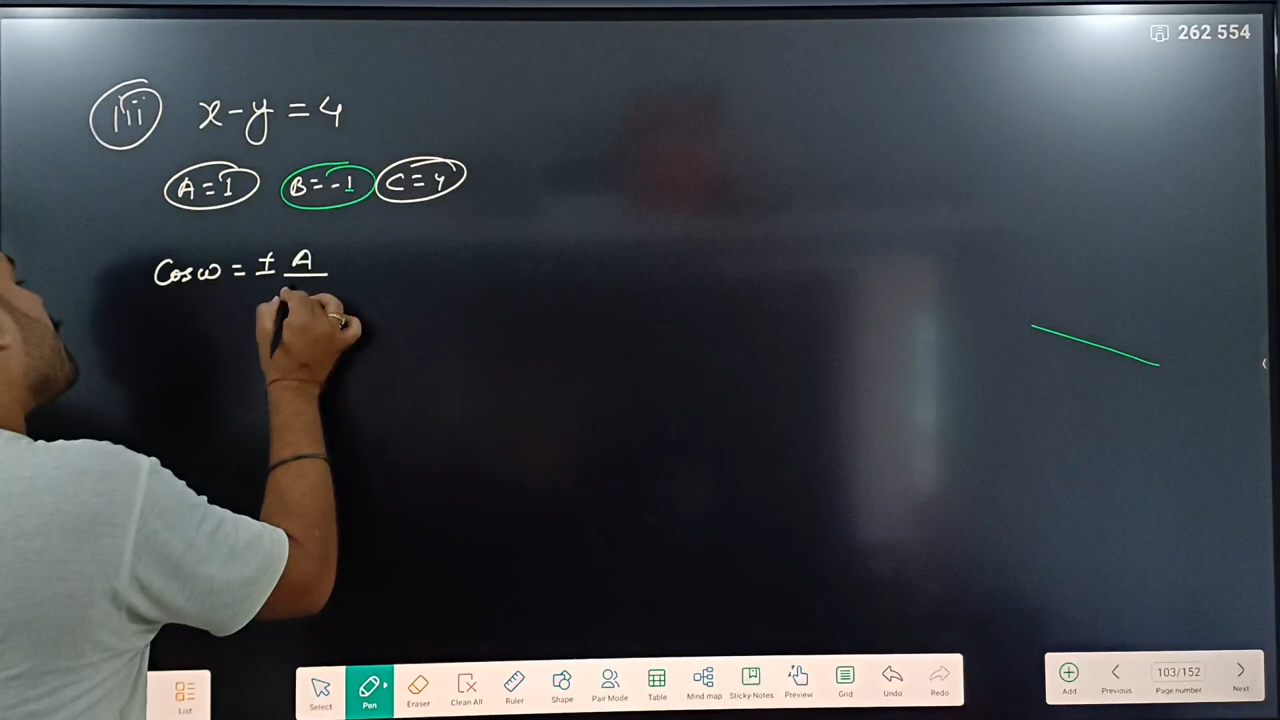 262 554
iii x-y=4
A=1 B=-1 C=4
Cosω = ± A
List
Select Pen Eraser Clean All Ruler Shape Pair Mode Table Mind map Sticky Notes Preview Grid Undo Redo
Add Previous 103/152 Page number Next